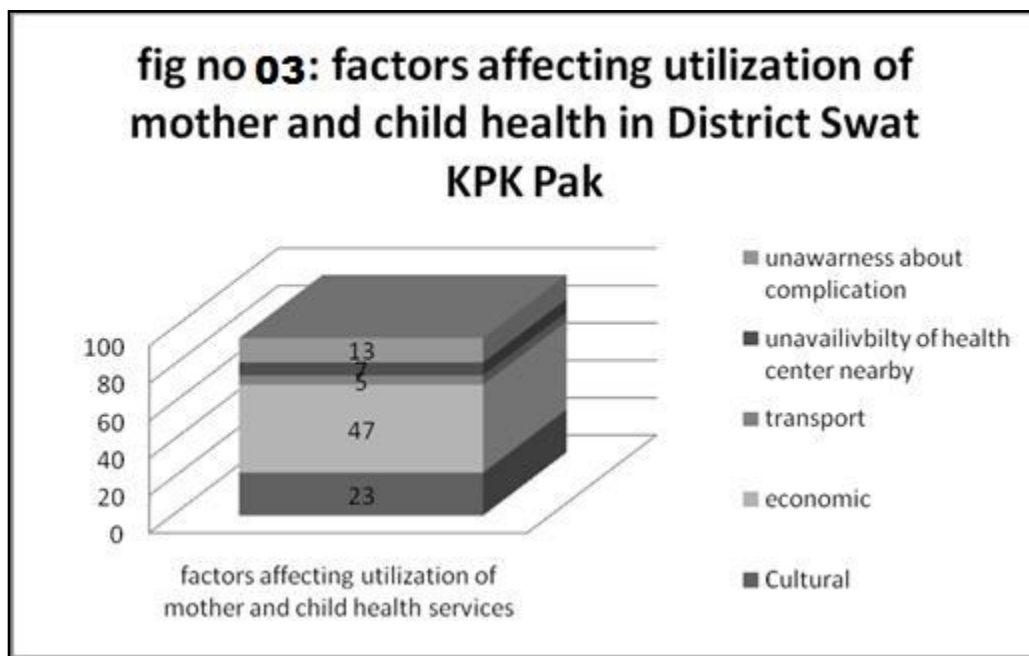 fig no 03: factors affecting utilization of
mother and child health in District Swat
KPK Pak
100
80
60
40
20
0
13
7
5
47
23
factors affecting utilization of
mother and child health services
unawarness about
complication
unavailivbilty of health
center nearby
transport
economic
Cultural